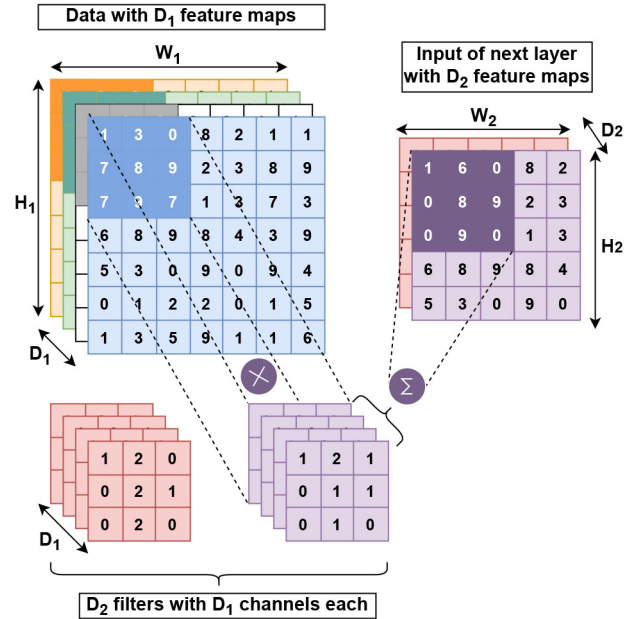 Data with D₁ feature maps
W₁
H₁
D₁
1 3 0 8 2 1 1
7 8 9 2 3 8 9
7 9 7 1 3 7 3
6 8 9 8 4 3 9
5 3 0 9 0 9 4
0 1 2 2 0 1 5
1 3 5 9 1 1 6
Input of next layer
with D₂ feature maps
W₂
D₂
H₂
1 6 0 8 2
0 8 9 2 3
0 9 0 1 3
6 8 9 8 4
5 3 0 9 0
Σ
D₁
1 2 0
0 2 1
0 2 0
1 2 1
0 1 1
0 1 0
D₂ filters with D₁ channels each